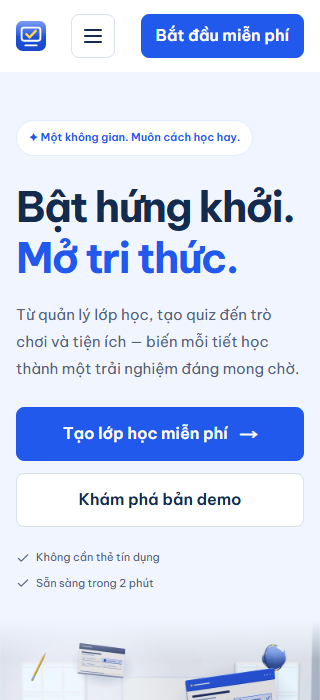 Bắt đầu miễn phí
✦ Một không gian. Muôn cách học hay.
Bật hứng khởi.
Mở tri thức.
Từ quản lý lớp học, tạo quiz đến trò
chơi và tiện ích — biến mỗi tiết học
thành một trải nghiệm đáng mong chờ.
Tạo lớp học miễn phí →
Khám phá bản demo
✓ Không cần thẻ tín dụng
✓ Sẵn sàng trong 2 phút